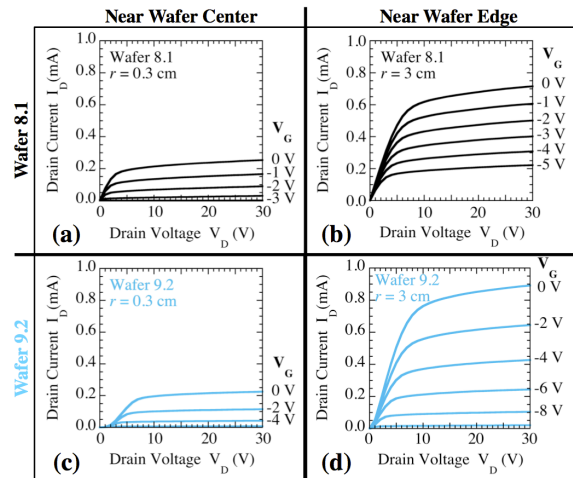 Near Wafer Center
Near Wafer Edge
Wafer 8.1
Wafer 9.2
1.0
0.8
0.6
0.4
0.2
0.0
Drain Current I_D (mA)
Wafer 8.1
r = 0.3 cm
V_G
0 V
-1 V
-2 V
-3 V
0
10
20
30
(a)
Drain Voltage V_D (V)
1.0
0.8
0.6
0.4
0.2
0.0
Drain Current I_D (mA)
Wafer 8.1
r = 3 cm
V_G
0 V
-1 V
-2 V
-3 V
-4 V
-5 V
0
10
20
30
(b)
Drain Voltage V_D (V)
1.0
0.8
0.6
0.4
0.2
0.0
Drain Current I_D (mA)
Wafer 9.2
r = 0.3 cm
V_G
0 V
-2 V
-4 V
0
10
20
30
(c)
Drain Voltage V_D (V)
1.0
0.8
0.6
0.4
0.2
0.0
Drain Current I_D (mA)
Wafer 9.2
r = 3 cm
V_G
0 V
-2 V
-4 V
-6 V
-8 V
0
10
20
30
(d)
Drain Voltage V_D (V)